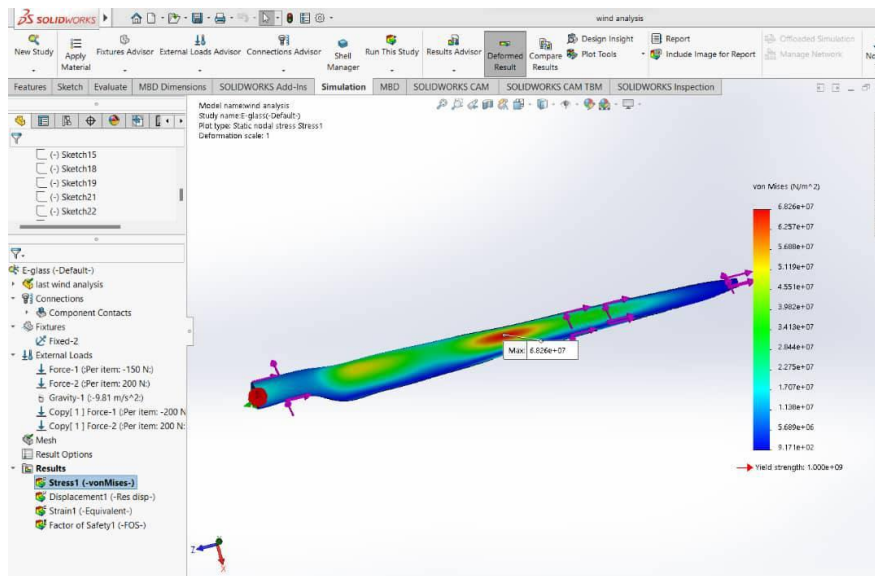 SOLIDWORKS
wind analysis
New Study
Apply Material
Fixtures Advisor
External Loads Advisor
Connections Advisor
Shell Manager
Run This Study
Results Advisor
Deformed Result
Compare Results
Design Insight
Plot Tools
Report
Include Image for Report
Offloaded Simulation
Manage Network
Features Sketch Evaluate MBD Dimensions SOLIDWORKS Add-Ins Simulation MBD SOLIDWORKS CAM SOLIDWORKS CAM TBM SOLIDWORKS Inspection
Model name:wind analysis
Study name:E-glass(-Default-)
Plot type: Static nodal stress Stress1
Deformation scale: 1
(-) Sketch15
(-) Sketch18
(-) Sketch19
(-) Sketch21
(-) Sketch22
E-glass (-Default-)
last wind analysis
Connections
Component Contacts
Fixtures
Fixed-2
External Loads
Force-1 (:Per item: -150 N:)
Force-2 (:Per item: 200 N:)
Gravity-1 (:-9.81 m/s^2:)
Copy[ 1 ] Force-1 (:Per item: -200 N
Copy[ 1 ] Force-2 (:Per item: 200 N:
Mesh
Result Options
Results
Stress1 (-vonMises-)
Displacement1 (-Res disp-)
Strain1 (-Equivalent-)
Factor of Safety1 (-FOS-)
Max: 6.826e+07
von Mises (N/m^2)
6.826e+07
6.257e+07
5.688e+07
5.119e+07
4.551e+07
3.982e+07
3.413e+07
2.844e+07
2.275e+07
1.707e+07
1.138e+07
5.689e+06
9.171e+02
Yield strength: 1.000e+09
Z
X